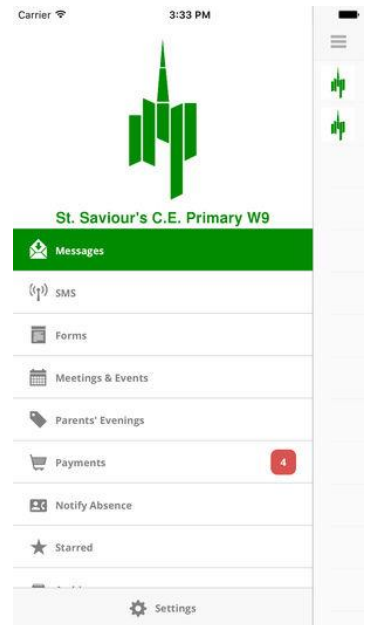 Carrier 3:33 PM
St. Saviour's C.E. Primary W9
Messages
SMS
Forms
Meetings & Events
Parents' Evenings
Payments 4
Notify Absence
Starred
Settings